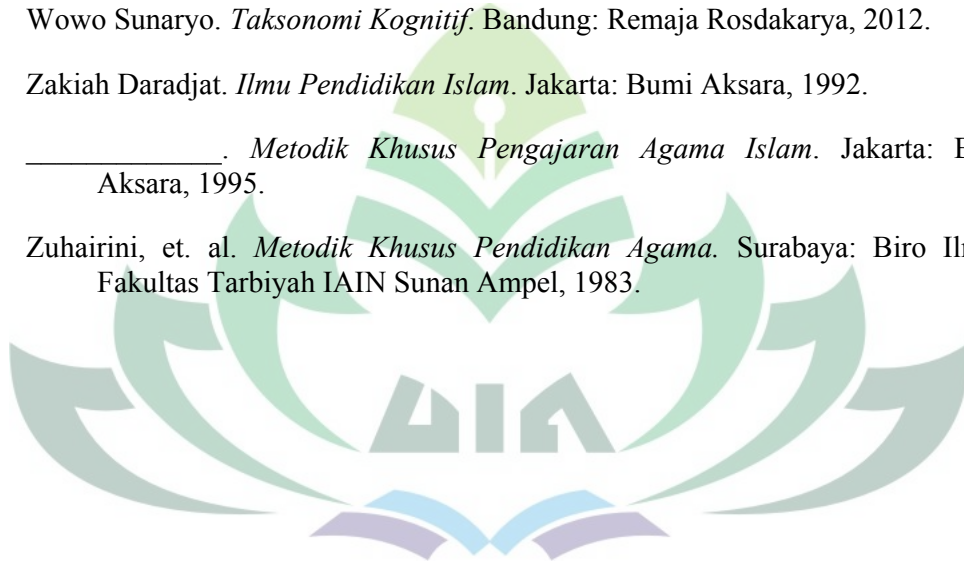 Wowo Sunaryo. Taksonomi Kognitif. Bandung: Remaja Rosdakarya, 2012.
Zakiah Daradjat. Ilmu Pendidikan Islam. Jakarta: Bumi Aksara, 1992.
_____________. Metodik Khusus Pengajaran Agama Islam. Jakarta:
Aksara, 1995.
Zuhairini, et. al. Metodik Khusus Pendidikan Agama. Surabaya: Biro
Fakultas Tarbiyah IAIN Sunan Ampel, 1983.
UIN